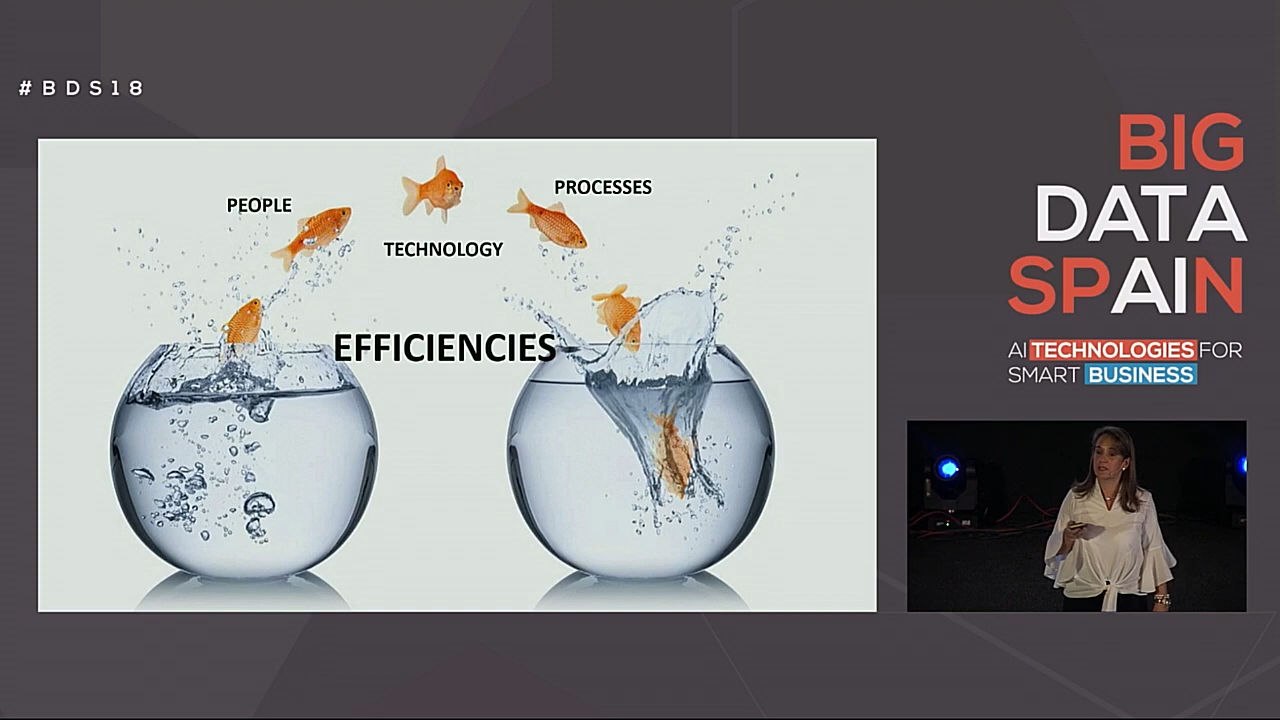 #BDS18
PEOPLE
TECHNOLOGY
PROCESSES
EFFICIENCIES
BIG
DATA
SPAIN
AI TECHNOLOGIES FOR
SMART BUSINESS